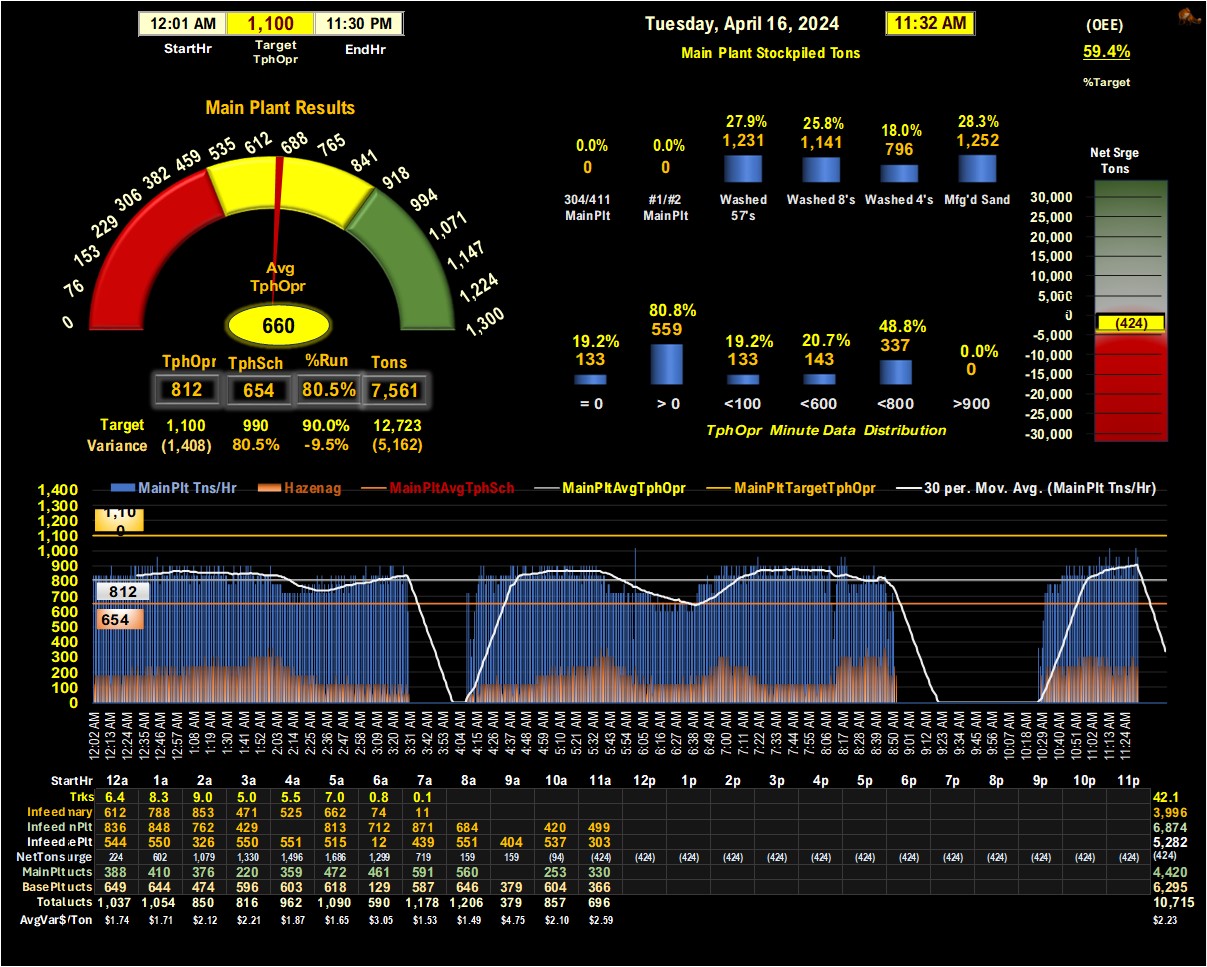 12:01 AM 1,100 11:30 PM
StartHr Target TphOpr EndHr
Tuesday, April 16, 2024 11:32 AM
Main Plant Stockpiled Tons
(OEE)
59.4%
%Target
Main Plant Results
0 76 153 229 306 382 459 535 612 688 765 841 918 994 1,071 1,147 1,224 1,300
Avg
TphOpr
660
TphOpr TphSch %Run Tons
812 654 80.5% 7,561
Target 1,100 990 90.0% 12,723
Variance (1,408) 80.5% -9.5% (5,162)
0.0% 0.0% 27.9% 25.8% 18.0% 28.3%
0 0 1,231 1,141 796 1,252
304/411 #1/#2 Washed Washed 8's Washed 4's Mfg'd Sand
MainPlt MainPlt 57's
19.2% 80.8% 19.2% 20.7% 48.8% 0.0%
133 559 133 143 337 0
= 0 > 0 <100 <600 <800 >900
TphOpr Minute Data Distribution
Net Srge
Tons
30,000
25,000
20,000
15,000
10,000
5,000
0
(424)
-5,000
-10,000
-15,000
-20,000
-25,000
-30,000
MainPlt Tns/Hr Hazenag MainPltAvgTphSch MainPltAvgTphOpr MainPltTargetTphOpr 30 per. Mov. Avg. (MainPlt Tns/Hr)
1,400
1,300
1,200
1,100
1,000
900
800
700
600
500
400
300
200
100
0
1,10
0
812
654
12:02 AM 12:13 AM 12:24 AM 12:35 AM 12:46 AM 12:57 AM 1:08 AM 1:19 AM 1:30 AM 1:41 AM 1:52 AM 2:03 AM 2:14 AM 2:25 AM 2:36 AM 2:47 AM 2:58 AM 3:09 AM 3:20 AM 3:31 AM 3:42 AM 3:53 AM 4:04 AM 4:15 AM 4:26 AM 4:37 AM 4:48 AM 4:59 AM 5:10 AM 5:21 AM 5:32 AM 5:43 AM 5:54 AM 6:05 AM 6:16 AM 6:27 AM 6:38 AM 6:49 AM 7:00 AM 7:11 AM 7:22 AM 7:33 AM 7:44 AM 7:55 AM 8:06 AM 8:17 AM 8:28 AM 8:39 AM 8:50 AM 9:01 AM 9:12 AM 9:23 AM 9:34 AM 9:45 AM 9:56 AM 10:07 AM 10:18 AM 10:29 AM 10:40 AM 10:51 AM 11:02 AM 11:13 AM 11:24 AM
StartHr 12a 1a 2a 3a 4a 5a 6a 7a 8a 9a 10a 11a 12p 1p 2p 3p 4p 5p 6p 7p 8p 9p 10p 11p
Trks 6.4 8.3 9.0 5.0 5.5 7.0 0.8 0.1 42.1
Infeed mary 612 788 853 471 525 662 74 11 3,996
Infeed nPlt 836 848 762 429 813 712 871 684 420 499 6,874
Infeed ePlt 544 550 326 550 551 515 12 439 551 404 537 303 5,282
NetTons urge 224 602 1,079 1,330 1,496 1,686 1,299 719 159 159 (94) (424) (424) (424) (424) (424) (424) (424) (424) (424) (424) (424) (424) (424) (424)
MainPlt ucts 388 410 376 220 359 472 461 591 560 253 330 4,420
BasePlt ucts 649 644 474 596 603 618 129 587 646 379 604 366 6,295
Total ucts 1,037 1,054 850 816 962 1,090 590 1,178 1,206 379 857 696 10,715
AvgVar$/Ton $1.74 $1.71 $2.12 $2.21 $1.87 $1.65 $3.05 $1.53 $1.49 $4.75 $2.10 $2.59 $2.23